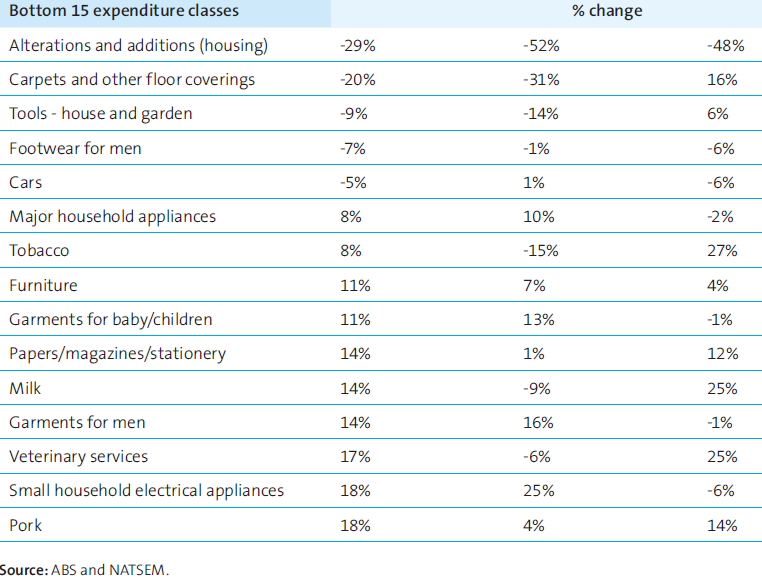 Bottom 15 expenditure classes % change
Alterations and additions (housing) -29% -52% -48%
Carpets and other floor coverings -20% -31% 16%
Tools - house and garden -9% -14% 6%
Footwear for men -7% -1% -6%
Cars -5% 1% -6%
Major household appliances 8% 10% -2%
Tobacco 8% -15% 27%
Furniture 11% 7% 4%
Garments for baby/children 11% 13% -1%
Papers/magazines/stationery 14% 1% 12%
Milk 14% -9% 25%
Garments for men 14% 16% -1%
Veterinary services 17% -6% 25%
Small household electrical appliances 18% 25% -6%
Pork 18% 4% 14%
Source: ABS and NATSEM.